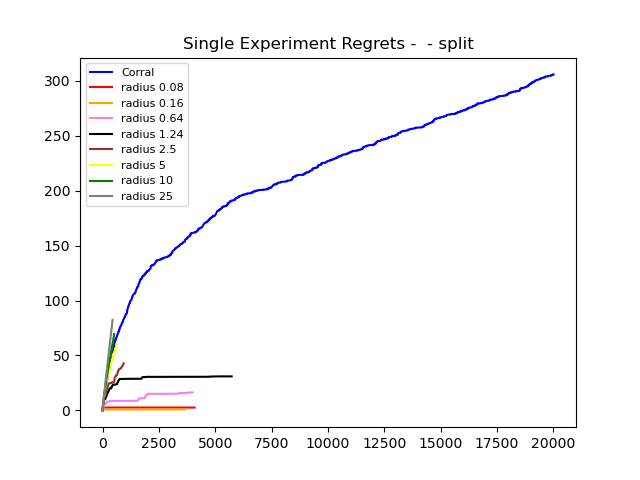 Single Experiment Regrets -  - split
300
250
200
150
100
50
0
Corral
radius 0.08
radius 0.16
radius 0.64
radius 1.24
radius 2.5
radius 5
radius 10
radius 25
0 2500 5000 7500 10000 12500 15000 17500 20000